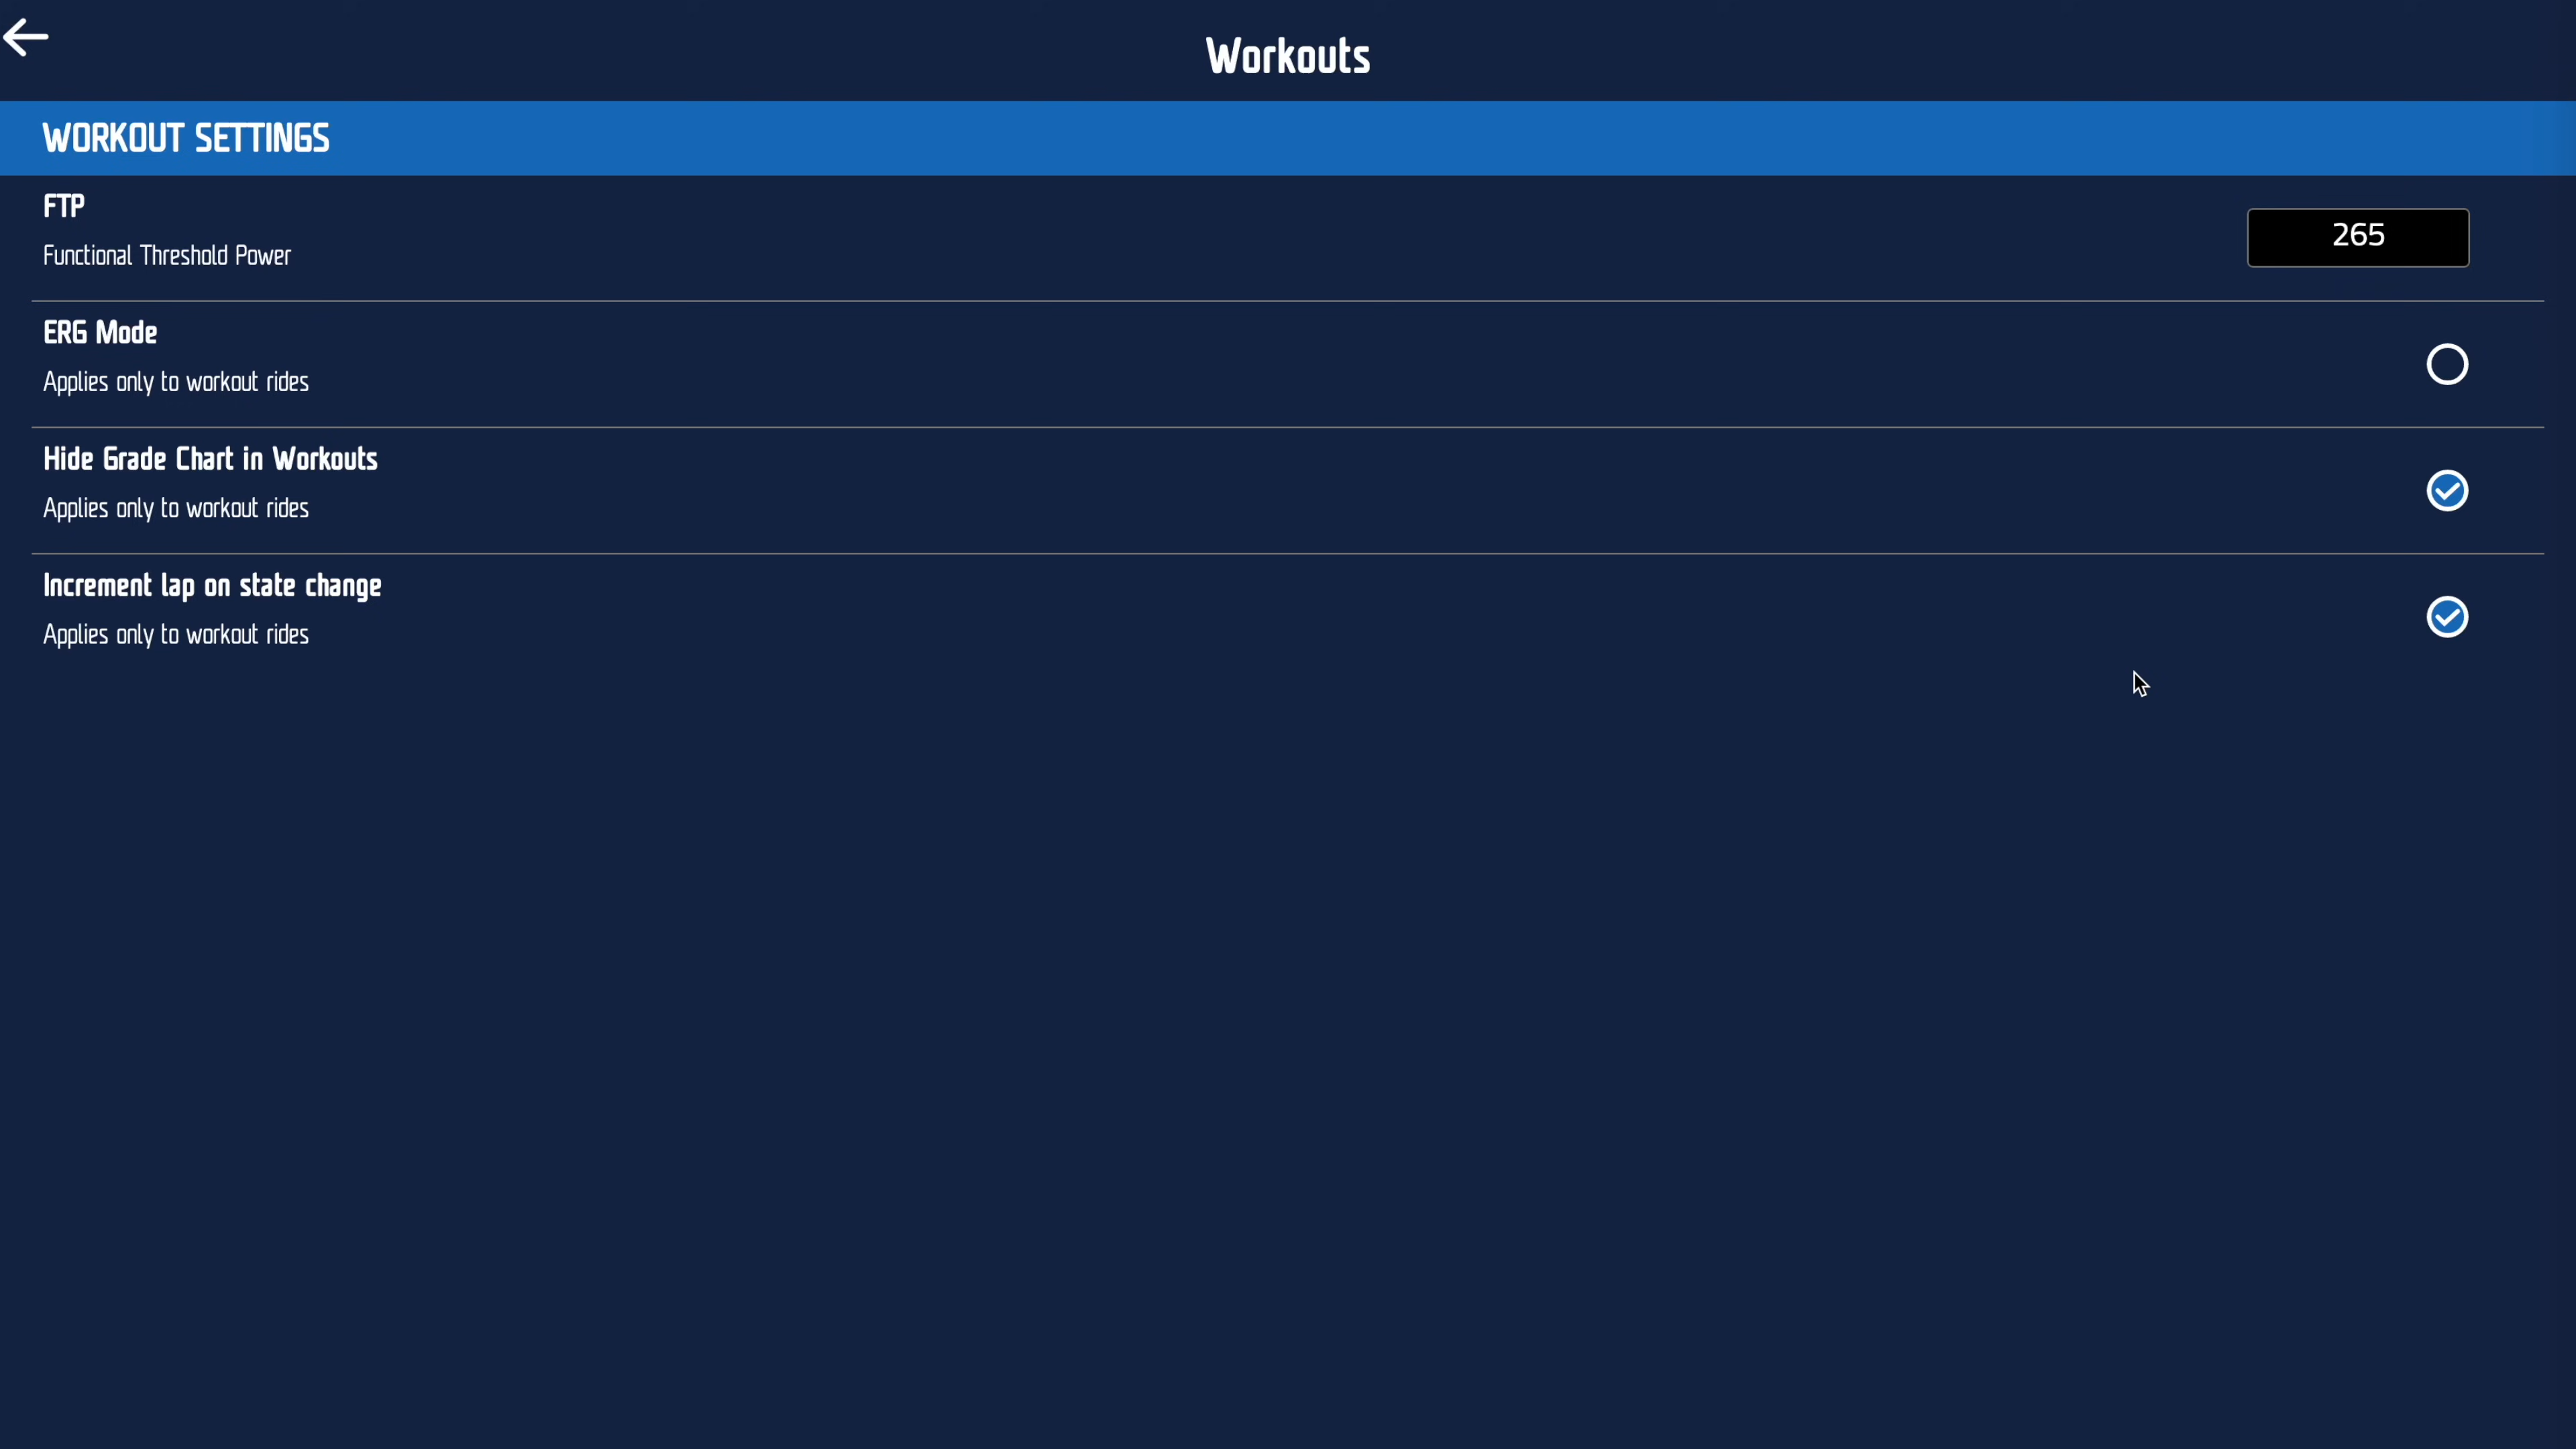 Workouts
WORKOUT SETTINGS
FTP
Functional Threshold Power
265
ERG Mode
Applies only to workout rides
Hide Grade Chart in Workouts
Applies only to workout rides
Increment lap on state change
Applies only to workout rides